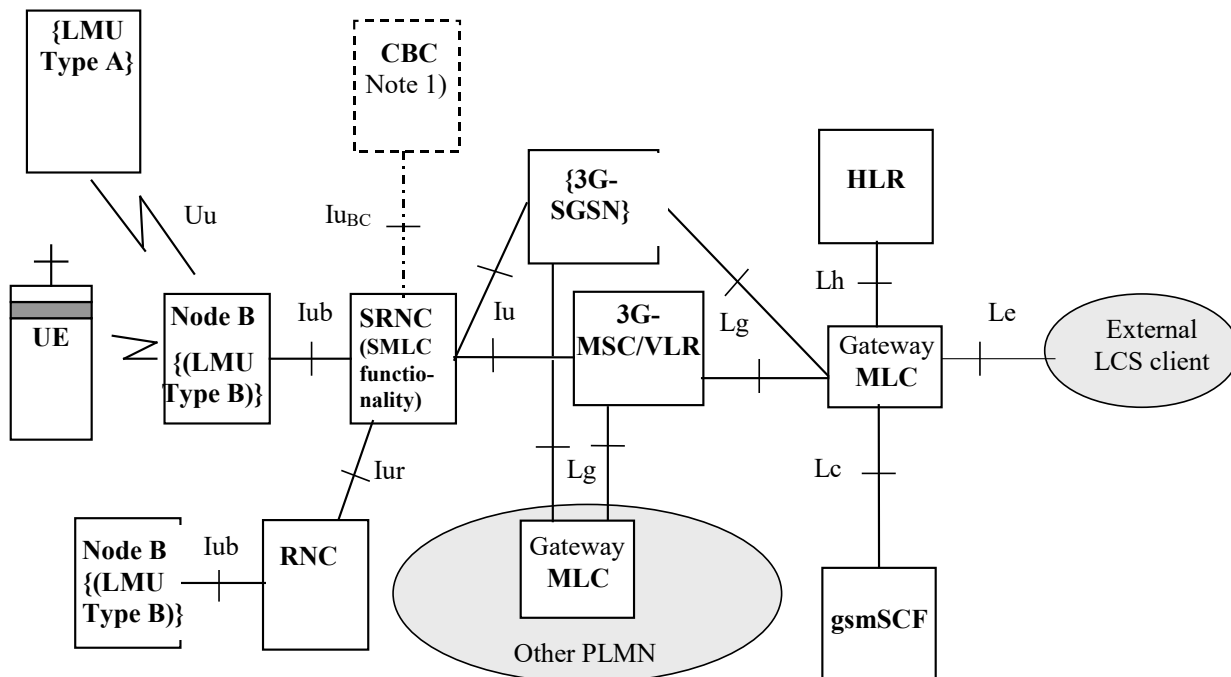 {LMU
Type A}
CBC
Note 1)
{3G-
SGSN}
HLR
Uu
IuBC
Lh
UE
Node B
{(LMU
Type B)}
Iub
SRNC
(SMLC
functio-
nality)
Iu
3G-
MSC/VLR
Lg
Gateway
MLC
Le
External
LCS client
Iur
Lg
Lc
Node B
{(LMU
Type B)}
Iub
RNC
Gateway
MLC
Other PLMN
gsmSCF